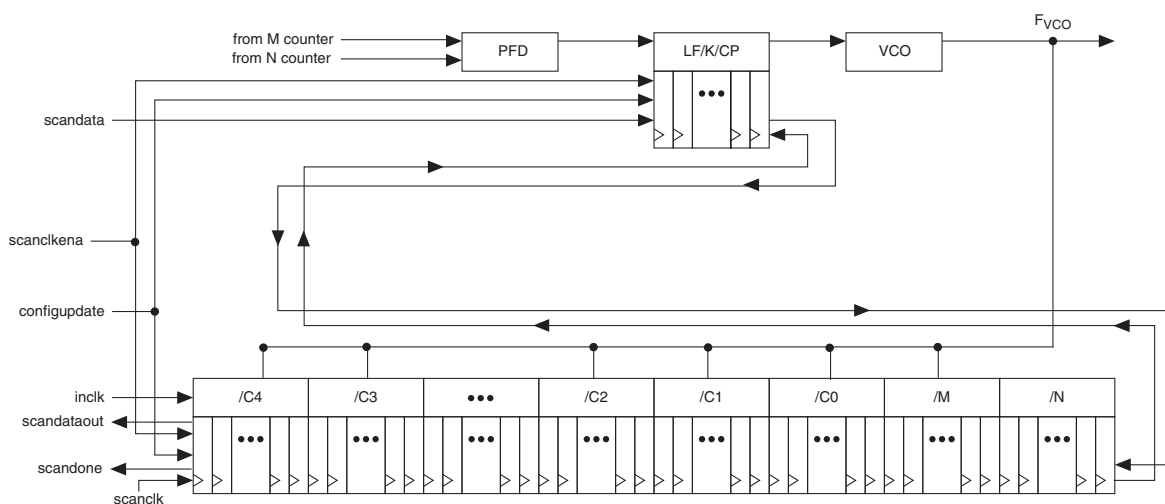 F_VCO
from M counter
from N counter
PFD
LF/K/CP
VCO
scandata
scanclkena
configupdate
inclk
/C4 /C3 /C2 /C1 /C0 /M /N
scandataout
scandone
scanclk